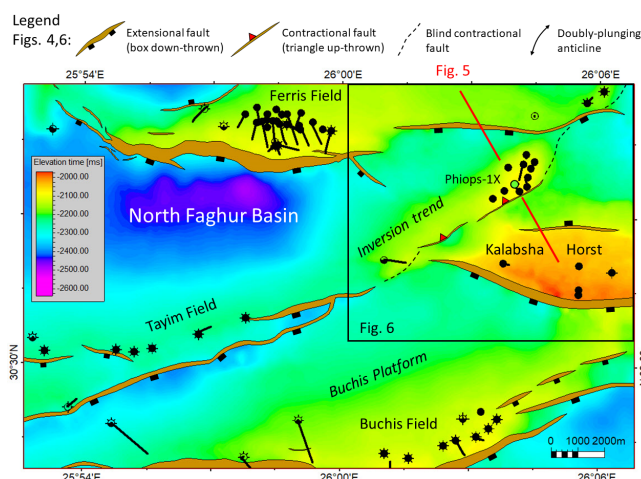 Legend
Figs. 4,6:
Extensional fault
(box down-thrown)
Contractional fault
(triangle up-thrown)
Blind contractional
fault
Doubly-plunging
anticline
Fig. 5
25°54'E
26°00'E
26°06'E
Ferris Field
Elevation time [ms]
-2000.00
-2100.00
-2200.00
-2300.00
-2400.00
-2500.00
-2600.00
North Faghur Basin
Phiops-1X
Inversion trend
Kalabsha Horst
Tayim Field
Fig. 6
30°30'N
Buchis Platform
Buchis Field
0 1000 2000m
25°54'E
26°00'E
26°06'E